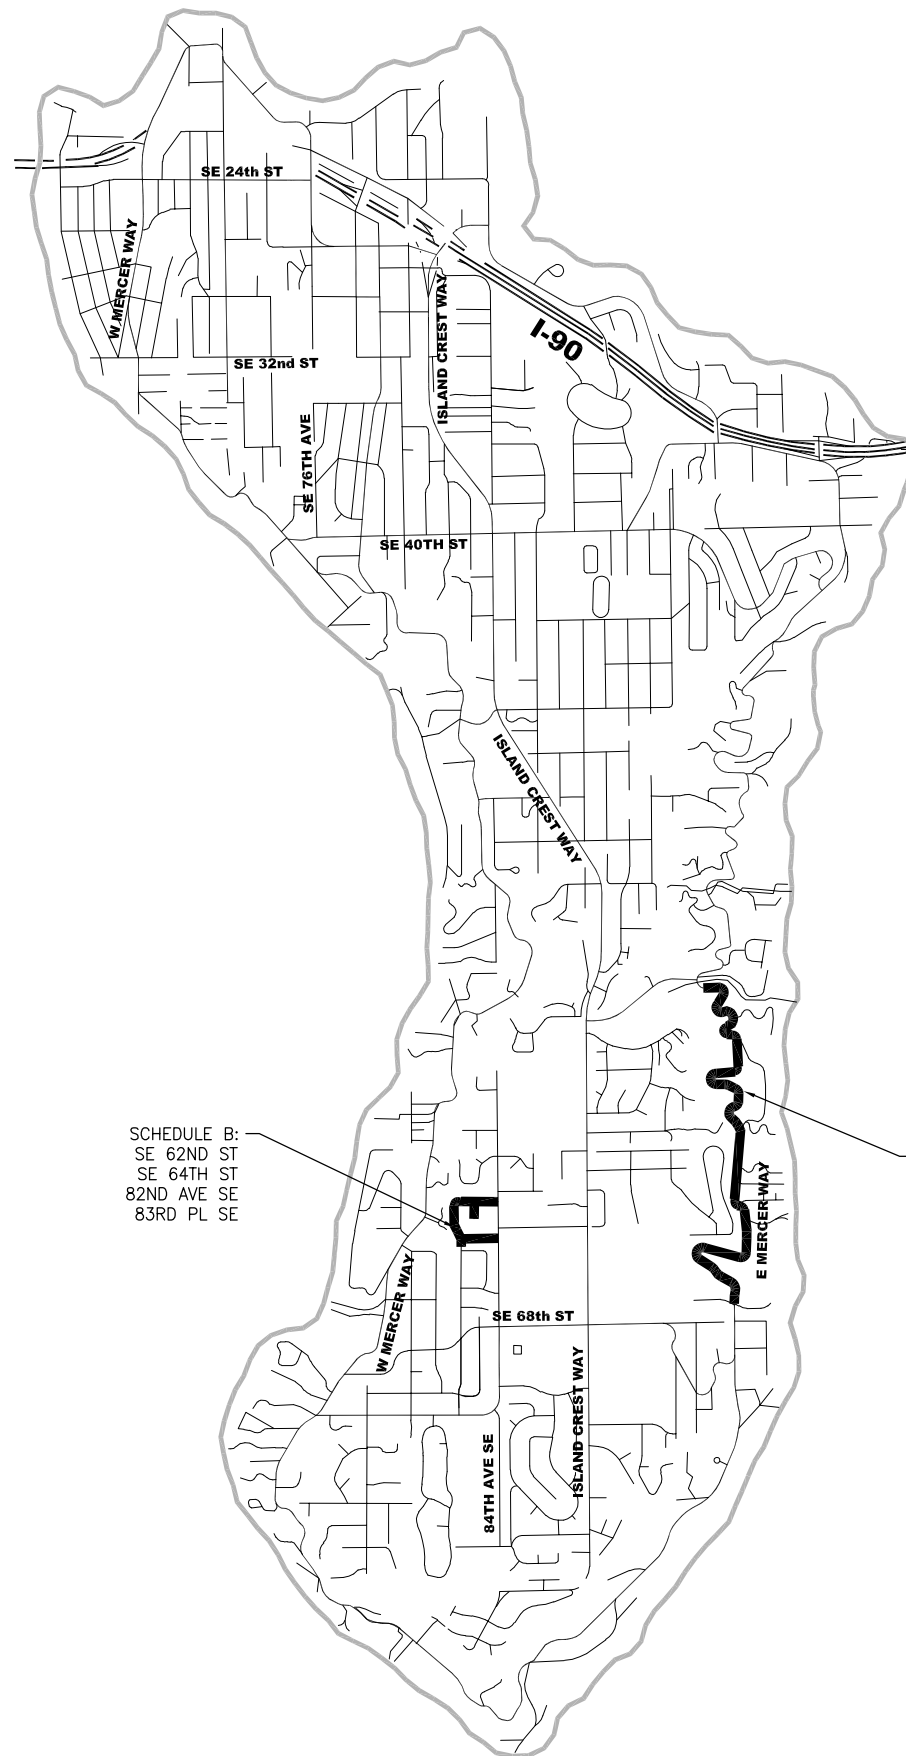 SE 24th ST
W MERCER WAY
ISLAND CREST WAY
I-90
SE 32nd ST
SE 76TH AVE
SE 40TH ST
ISLAND CREST WAY
SCHEDULE B:
SE 62ND ST
SE 64TH ST
82ND AVE SE
83RD PL SE
E MERCER WAY
W MERCER WAY
SE 68th ST
ISLAND CREST WAY
84TH AVE SE